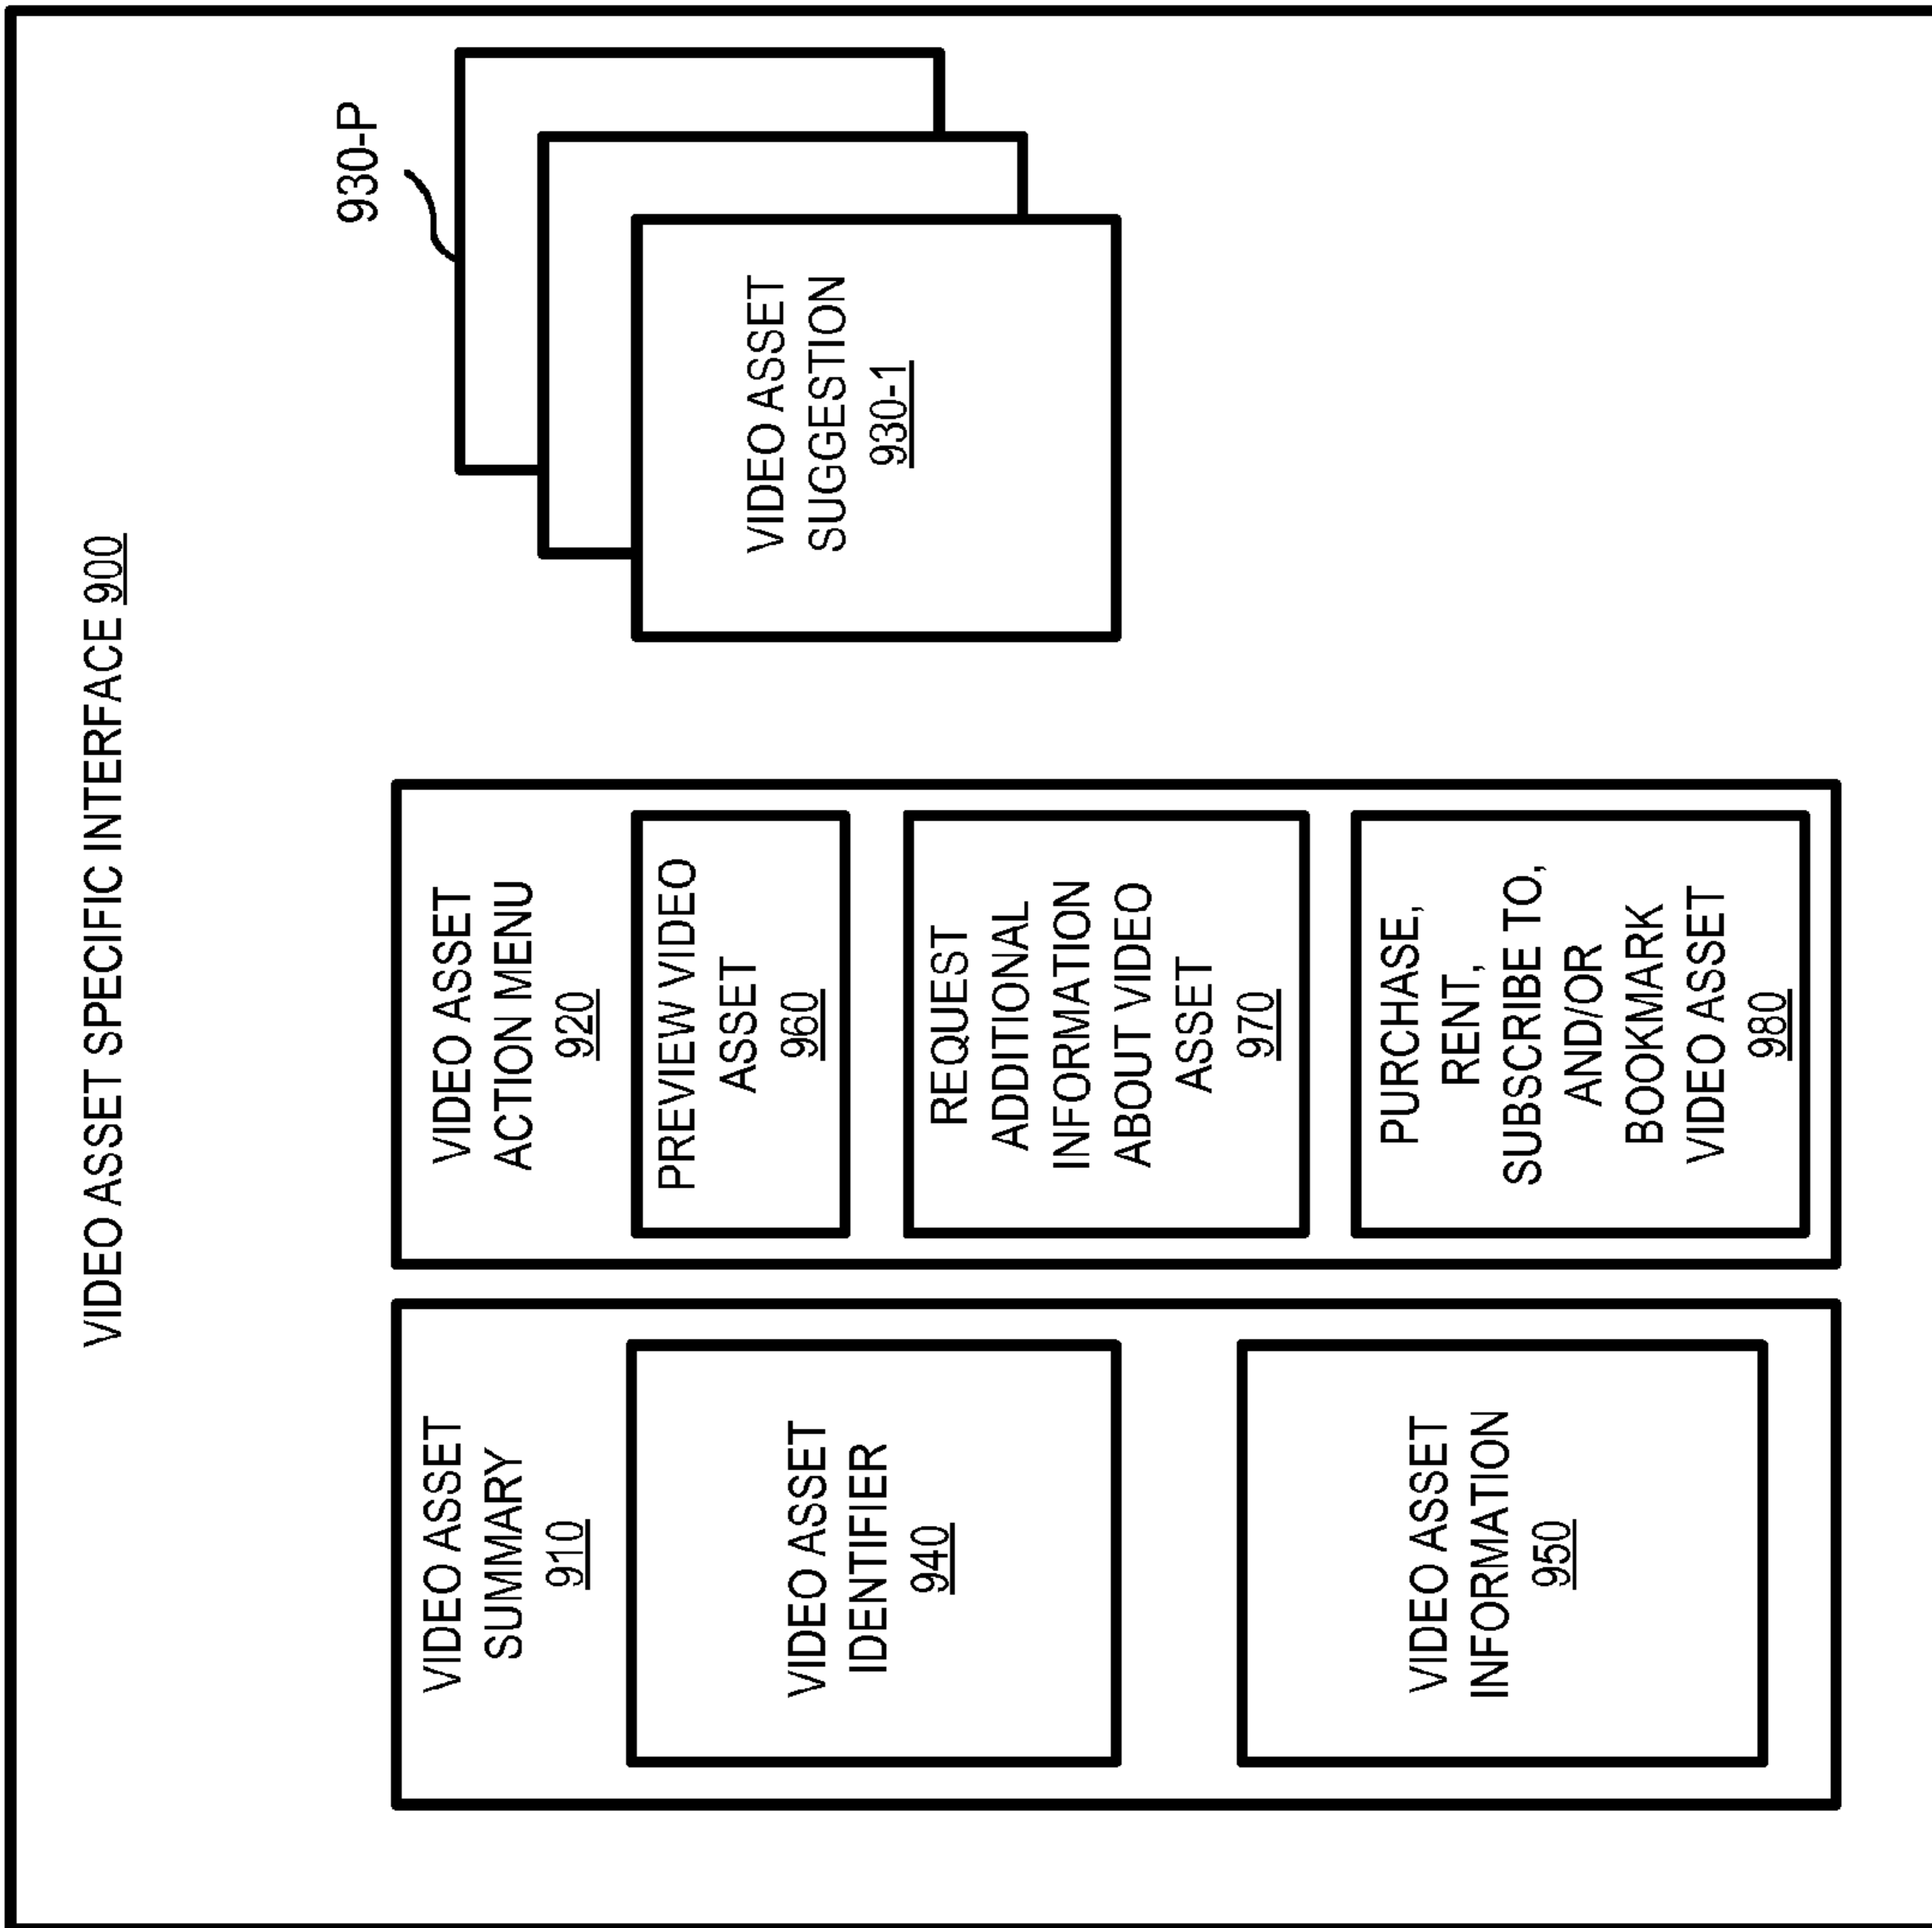 VIDEO ASSET SPECIFIC INTERFACE 900
VIDEO ASSET
SUMMARY
910
VIDEO ASSET
IDENTIFIER
940
VIDEO ASSET
INFORMATION
950
VIDEO ASSET
ACTION MENU
920
PREVIEW VIDEO
ASSET
960
REQUEST
ADDITIONAL
INFORMATION
ABOUT VIDEO
ASSET
970
PURCHASE,
RENT,
SUBSCRIBE TO,
AND/OR
BOOKMARK
VIDEO ASSET
980
930-P
VIDEO ASSET
SUGGESTION
930-1